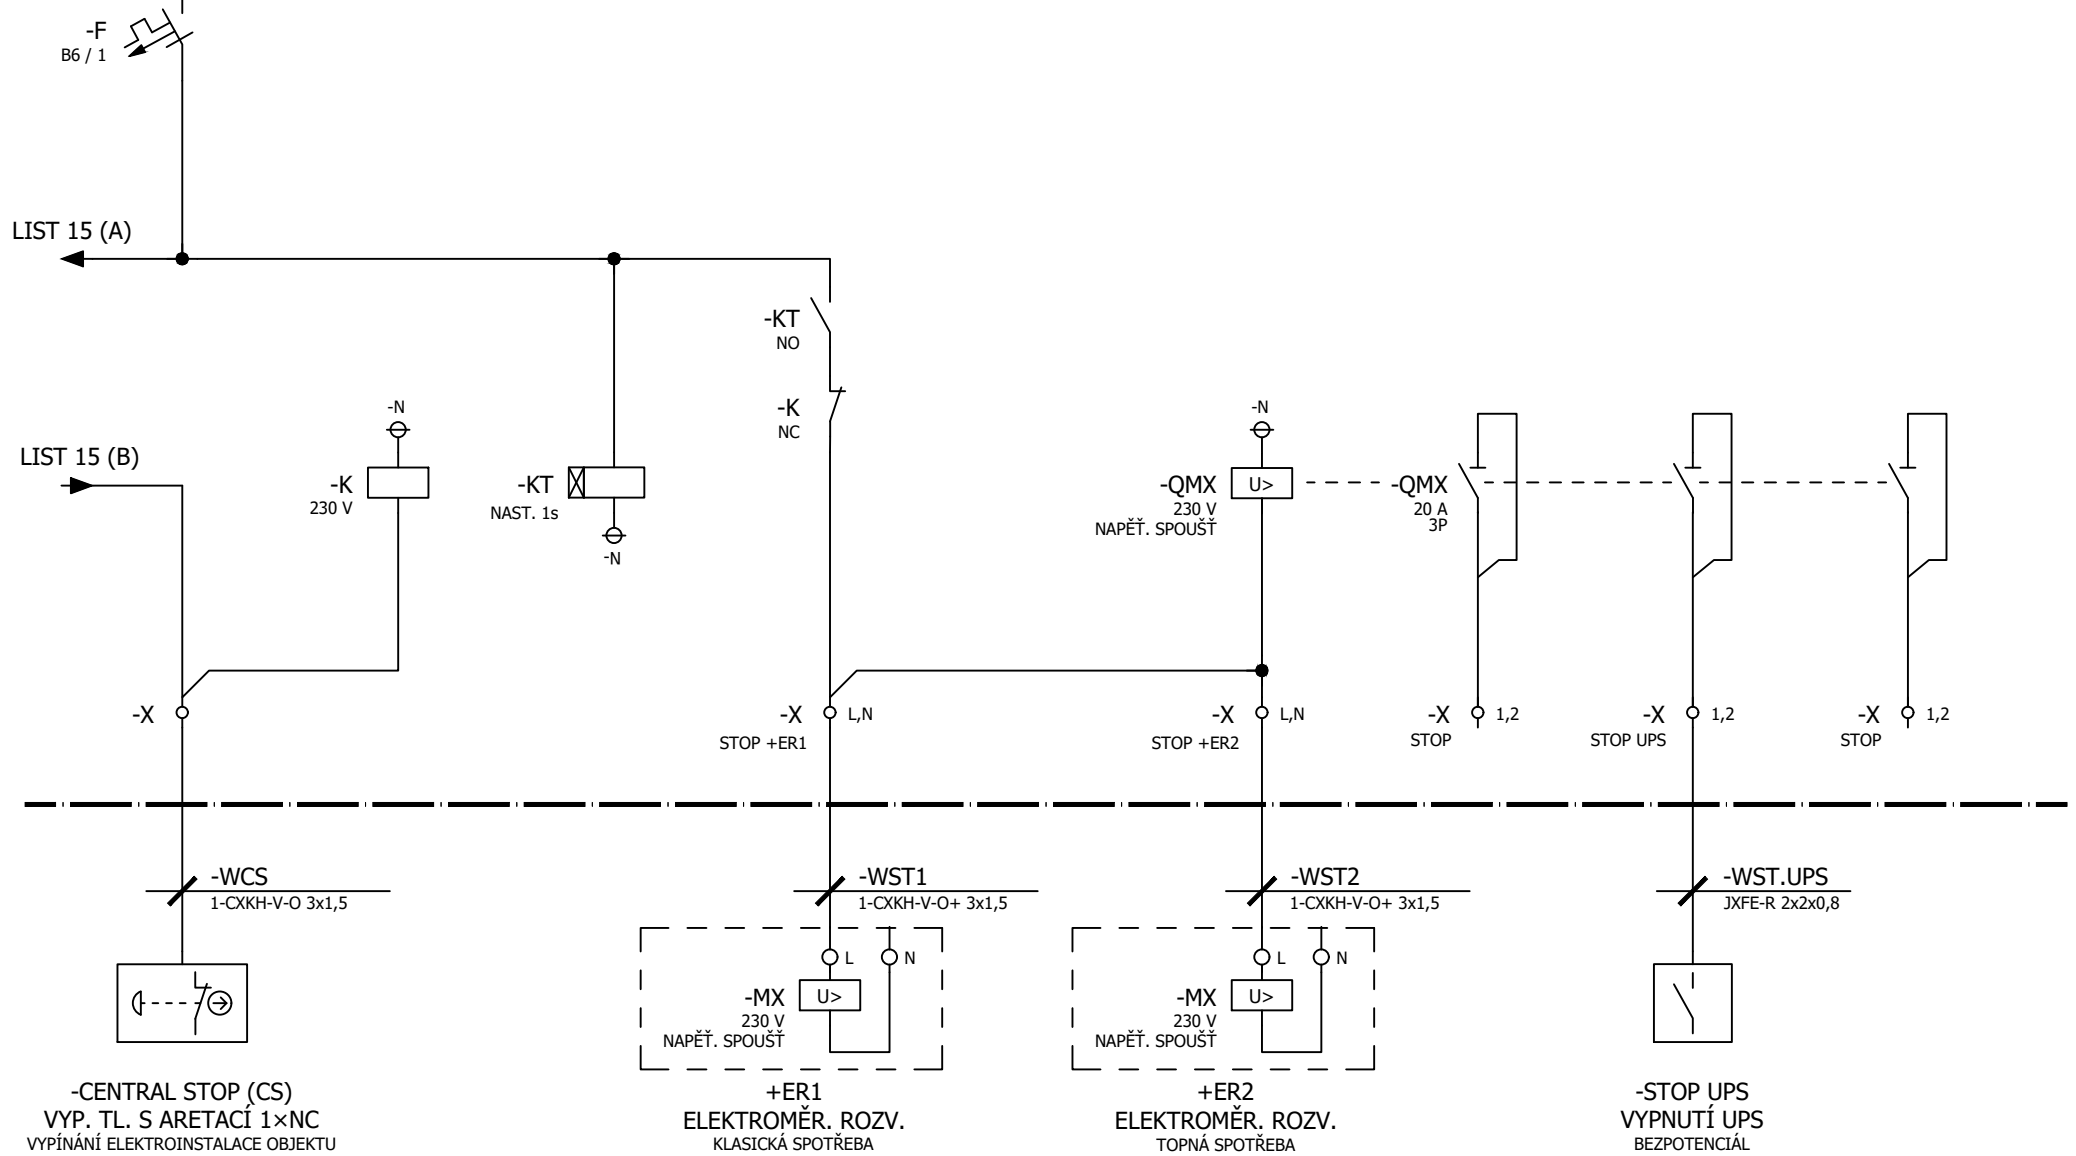 -F
B6 / 1
LIST 15 (A)
-KT
NO
-K
NC
-N
-N
LIST 15 (B)
-K
230 V
-KT
NAST. 1s
-N
-QMX
230 V
NAPĚŤ. SPOUŠŤ
U>
-QMX
20 A
3P
-X
-X
L,N
STOP +ER1
-X
L,N
STOP +ER2
-X
1,2
STOP
-X
1,2
STOP UPS
-X
1,2
STOP
-WCS
1-CXKH-V-O 3x1,5
-WST1
1-CXKH-V-O+ 3x1,5
-WST2
1-CXKH-V-O+ 3x1,5
-WST.UPS
JXFE-R 2x2x0,8
L
N
-MX
230 V
NAPĚŤ. SPOUŠŤ
U>
L
N
-MX
230 V
NAPĚŤ. SPOUŠŤ
U>
-CENTRAL STOP (CS)
VYP. TL. S ARETACÍ 1×NC
VYPÍNÁNÍ ELEKTROINSTALACE OBJEKTU
+ER1
ELEKTROMĚR. ROZV.
KLASICKÁ SPOTŘEBA
+ER2
ELEKTROMĚR. ROZV.
TOPNÁ SPOTŘEBA
-STOP UPS
VYPNUTÍ UPS
BEZPOTENCIÁL